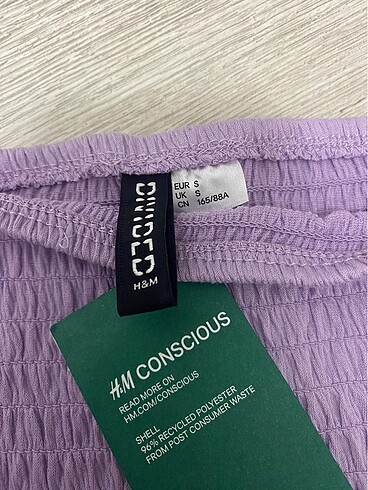 DIVIDED
H&M
EUR S
UK S
CN 165/88A
H&M CONSCIOUS
READ MORE ON
HM.COM/CONSCIOUS
SHELL
96% RECYCLED POLYESTER
FROM POST CONSUMER WASTE